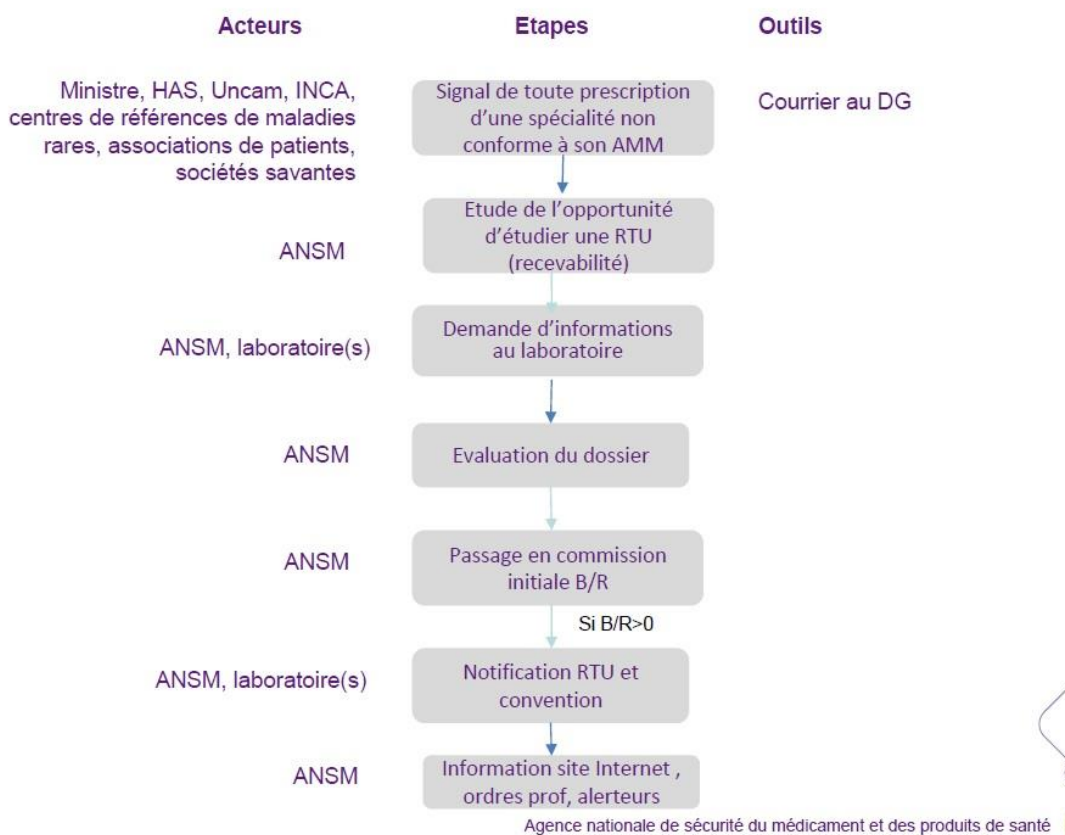 Acteurs
Etapes
Outils
Ministre, HAS, Uncam, INCA,
centres de références de maladies
rares, associations de patients,
sociétés savantes
Signal de toute prescription
d'une spécialité non
conforme à son AMM
Courrier au DG
ANSM
Etude de l'opportunité
d'étudier une RTU
(recevabilité)
ANSM, laboratoire(s)
Demande d'informations
au laboratoire
ANSM
Evaluation du dossier
ANSM
Passage en commission
initiale B/R
Si B/R>0
ANSM, laboratoire(s)
Notification RTU et
convention
ANSM
Information site Internet ,
ordres prof, alerteurs
Agence nationale de sécurité du médicament et des produits de santé